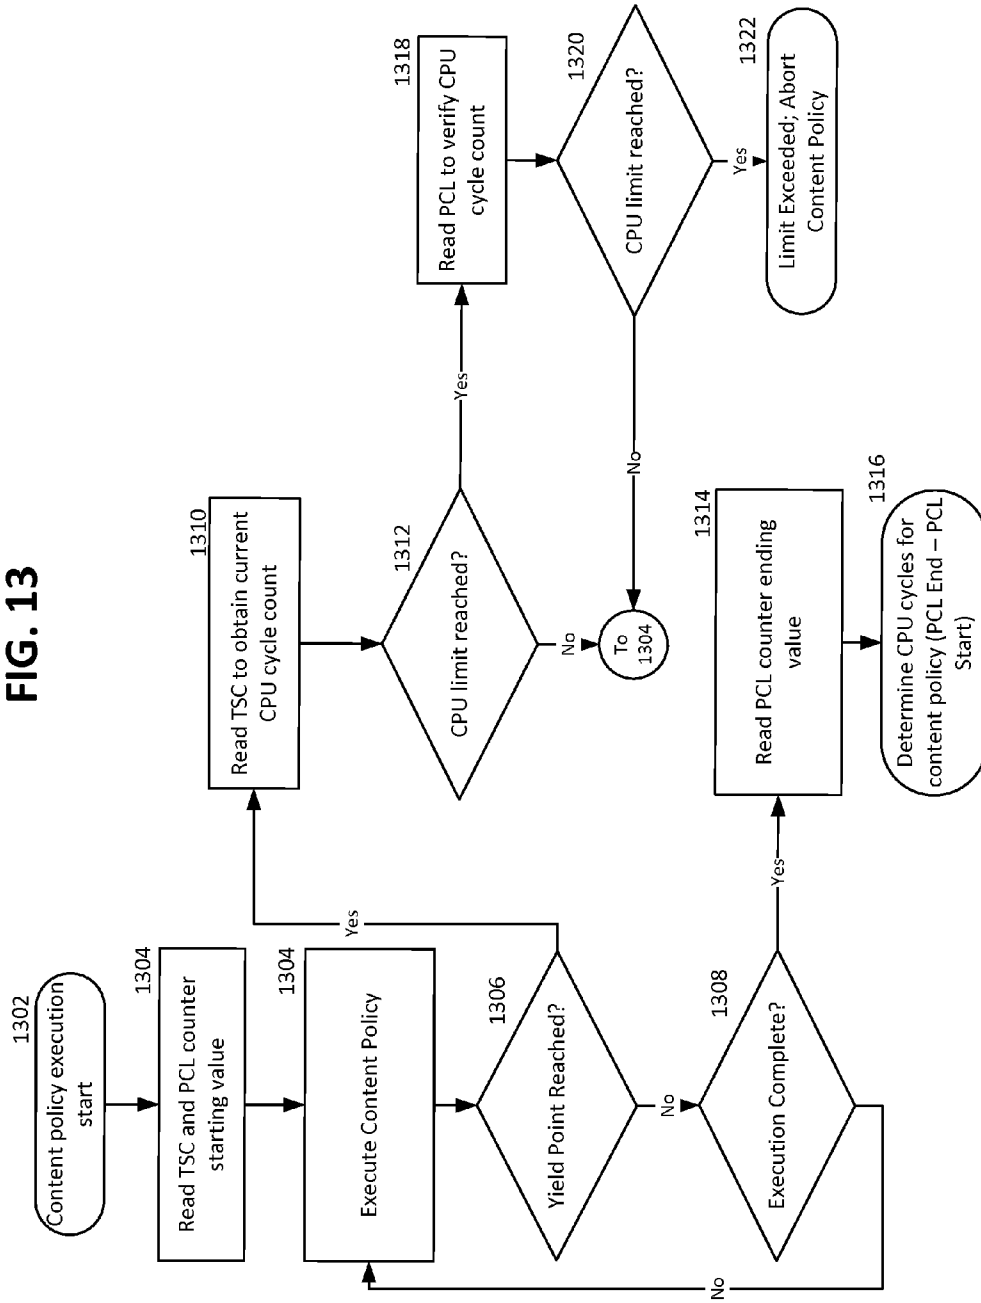 FIG. 13
1302
Content policy execution
start
1304
Read TSC and PCL counter
starting value
1304
Execute Content Policy
1306
Yield Point Reached?
Yes
No
1308
Execution Complete?
No
Yes
1310
Read TSC to obtain current
CPU cycle count
1312
CPU limit reached?
Yes
No
To
1304
1314
Read PCL counter ending
value
1316
Determine CPU cycles for
content policy (PCL End – PCL
Start)
1318
Read PCL to verify CPU
cycle count
1320
CPU limit reached?
No
Yes
1322
Limit Exceeded; Abort
Content Policy